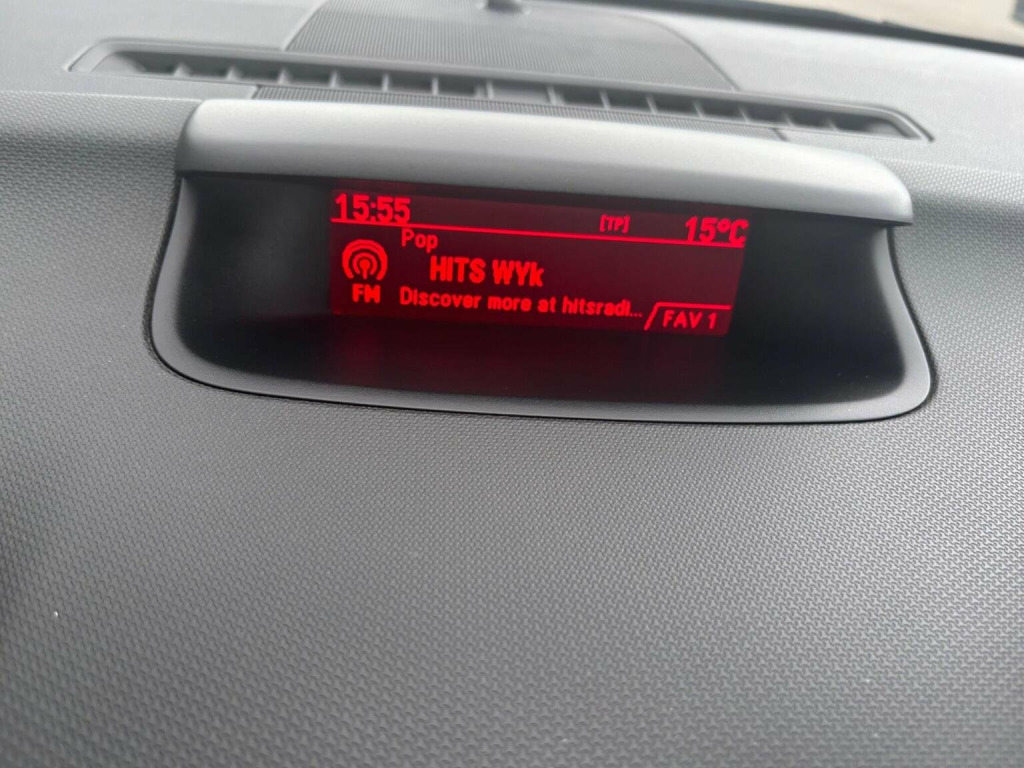 15:55 [TP] 15°C
Pop
HITS WYk
FM Discover more at hitsradi...
FAV 1